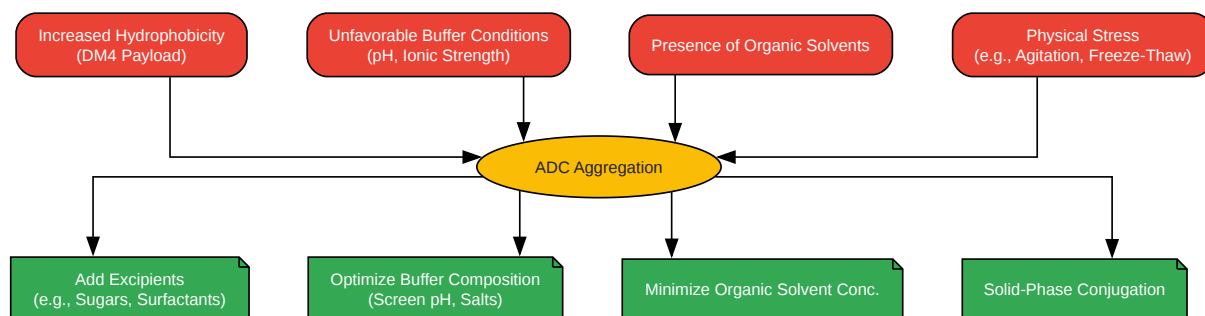 Increased Hydrophobicity
(DM4 Payload)
Unfavorable Buffer Conditions
(pH, Ionic Strength)
Presence of Organic Solvents
Physical Stress
(e.g., Agitation, Freeze-Thaw)
ADC Aggregation
Add Excipients
(e.g., Sugars, Surfactants)
Optimize Buffer Composition
(Screen pH, Salts)
Minimize Organic Solvent Conc.
Solid-Phase Conjugation